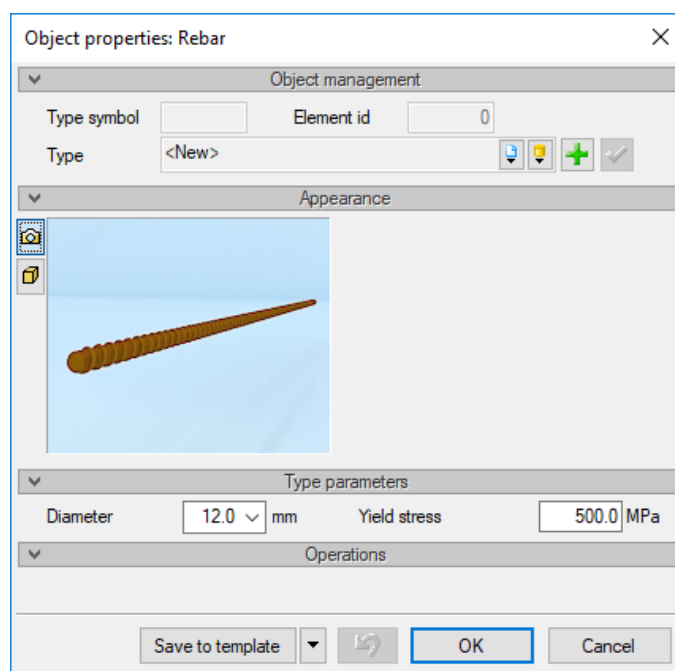 Object properties: Rebar
Object management
Type symbol Element id 0
Type <New>
Appearance
Type parameters
Diameter 12.0 mm Yield stress 500.0 MPa
Operations
Save to template OK Cancel